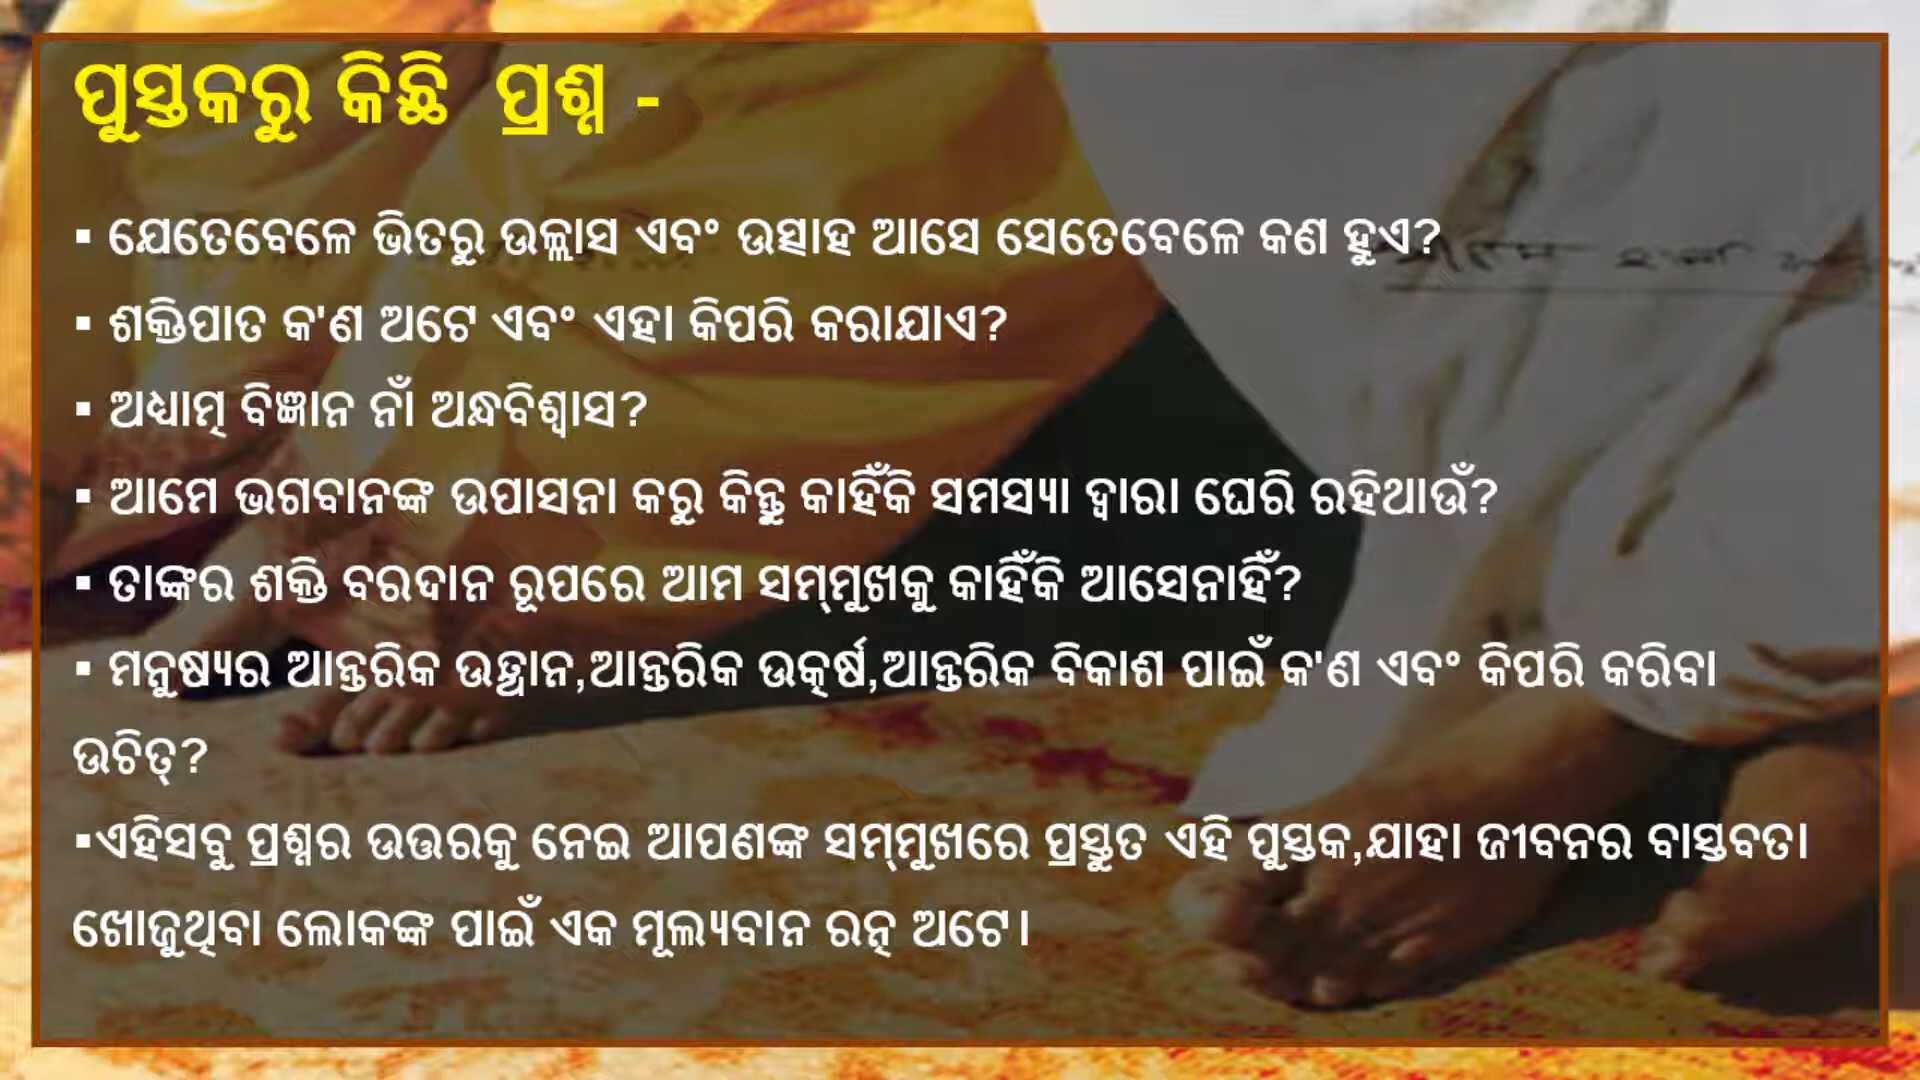 ପୁସ୍ତକରୁ କିଛି ପ୍ରଶ୍ନ -
▪ ଯେତେବେଳେ ଭିତରୁ ଉଲ୍ଲାସ ଏବଂ ଉତ୍ସାହ ଆସେ ସେତେବେଳେ କଣ ହୁଏ?
▪ ଶକ୍ତିପାତ କ'ଣ ଅଟେ ଏବଂ ଏହା କିପରି କରାଯାଏ?
▪ ଅଧ୍ୟାତ୍ମ ବିଜ୍ଞାନ ନାଁ ଅନ୍ଧବିଶ୍ୱାସ?
▪ ଆମେ ଭଗବାନଙ୍କ ଉପାସନା କରୁ କିନ୍ତୁ କାହିଁକି ସମସ୍ୟା ଦ୍ୱାରା ଘେରି ରହିଥାଉଁ?
▪ ତାଙ୍କର ଶକ୍ତି ବରଦାନ ରୂପରେ ଆମ ସମ୍ମୁଖକୁ କାହିଁକି ଆସେନାହିଁ?
▪ ମନୁଷ୍ୟର ଆନ୍ତରିକ ଉତ୍ଥାନ,ଆନ୍ତରିକ ଉତ୍କର୍ଷ,ଆନ୍ତରିକ ବିକାଶ ପାଇଁ କ'ଣ ଏବଂ କିପରି କରିବା
ଉଚିତ୍?
▪ଏହିସବୁ ପ୍ରଶ୍ନର ଉତ୍ତରକୁ ନେଇ ଆପଣଙ୍କ ସମ୍ମୁଖରେ ପ୍ରସ୍ତୁତ ଏହି ପୁସ୍ତକ,ଯାହା ଜୀବନର ବାସ୍ତବତା
ଖୋଜୁଥିବା ଲୋକଙ୍କ ପାଇଁ ଏକ ମୂଲ୍ୟବାନ ରତ୍ନ ଅଟେ।